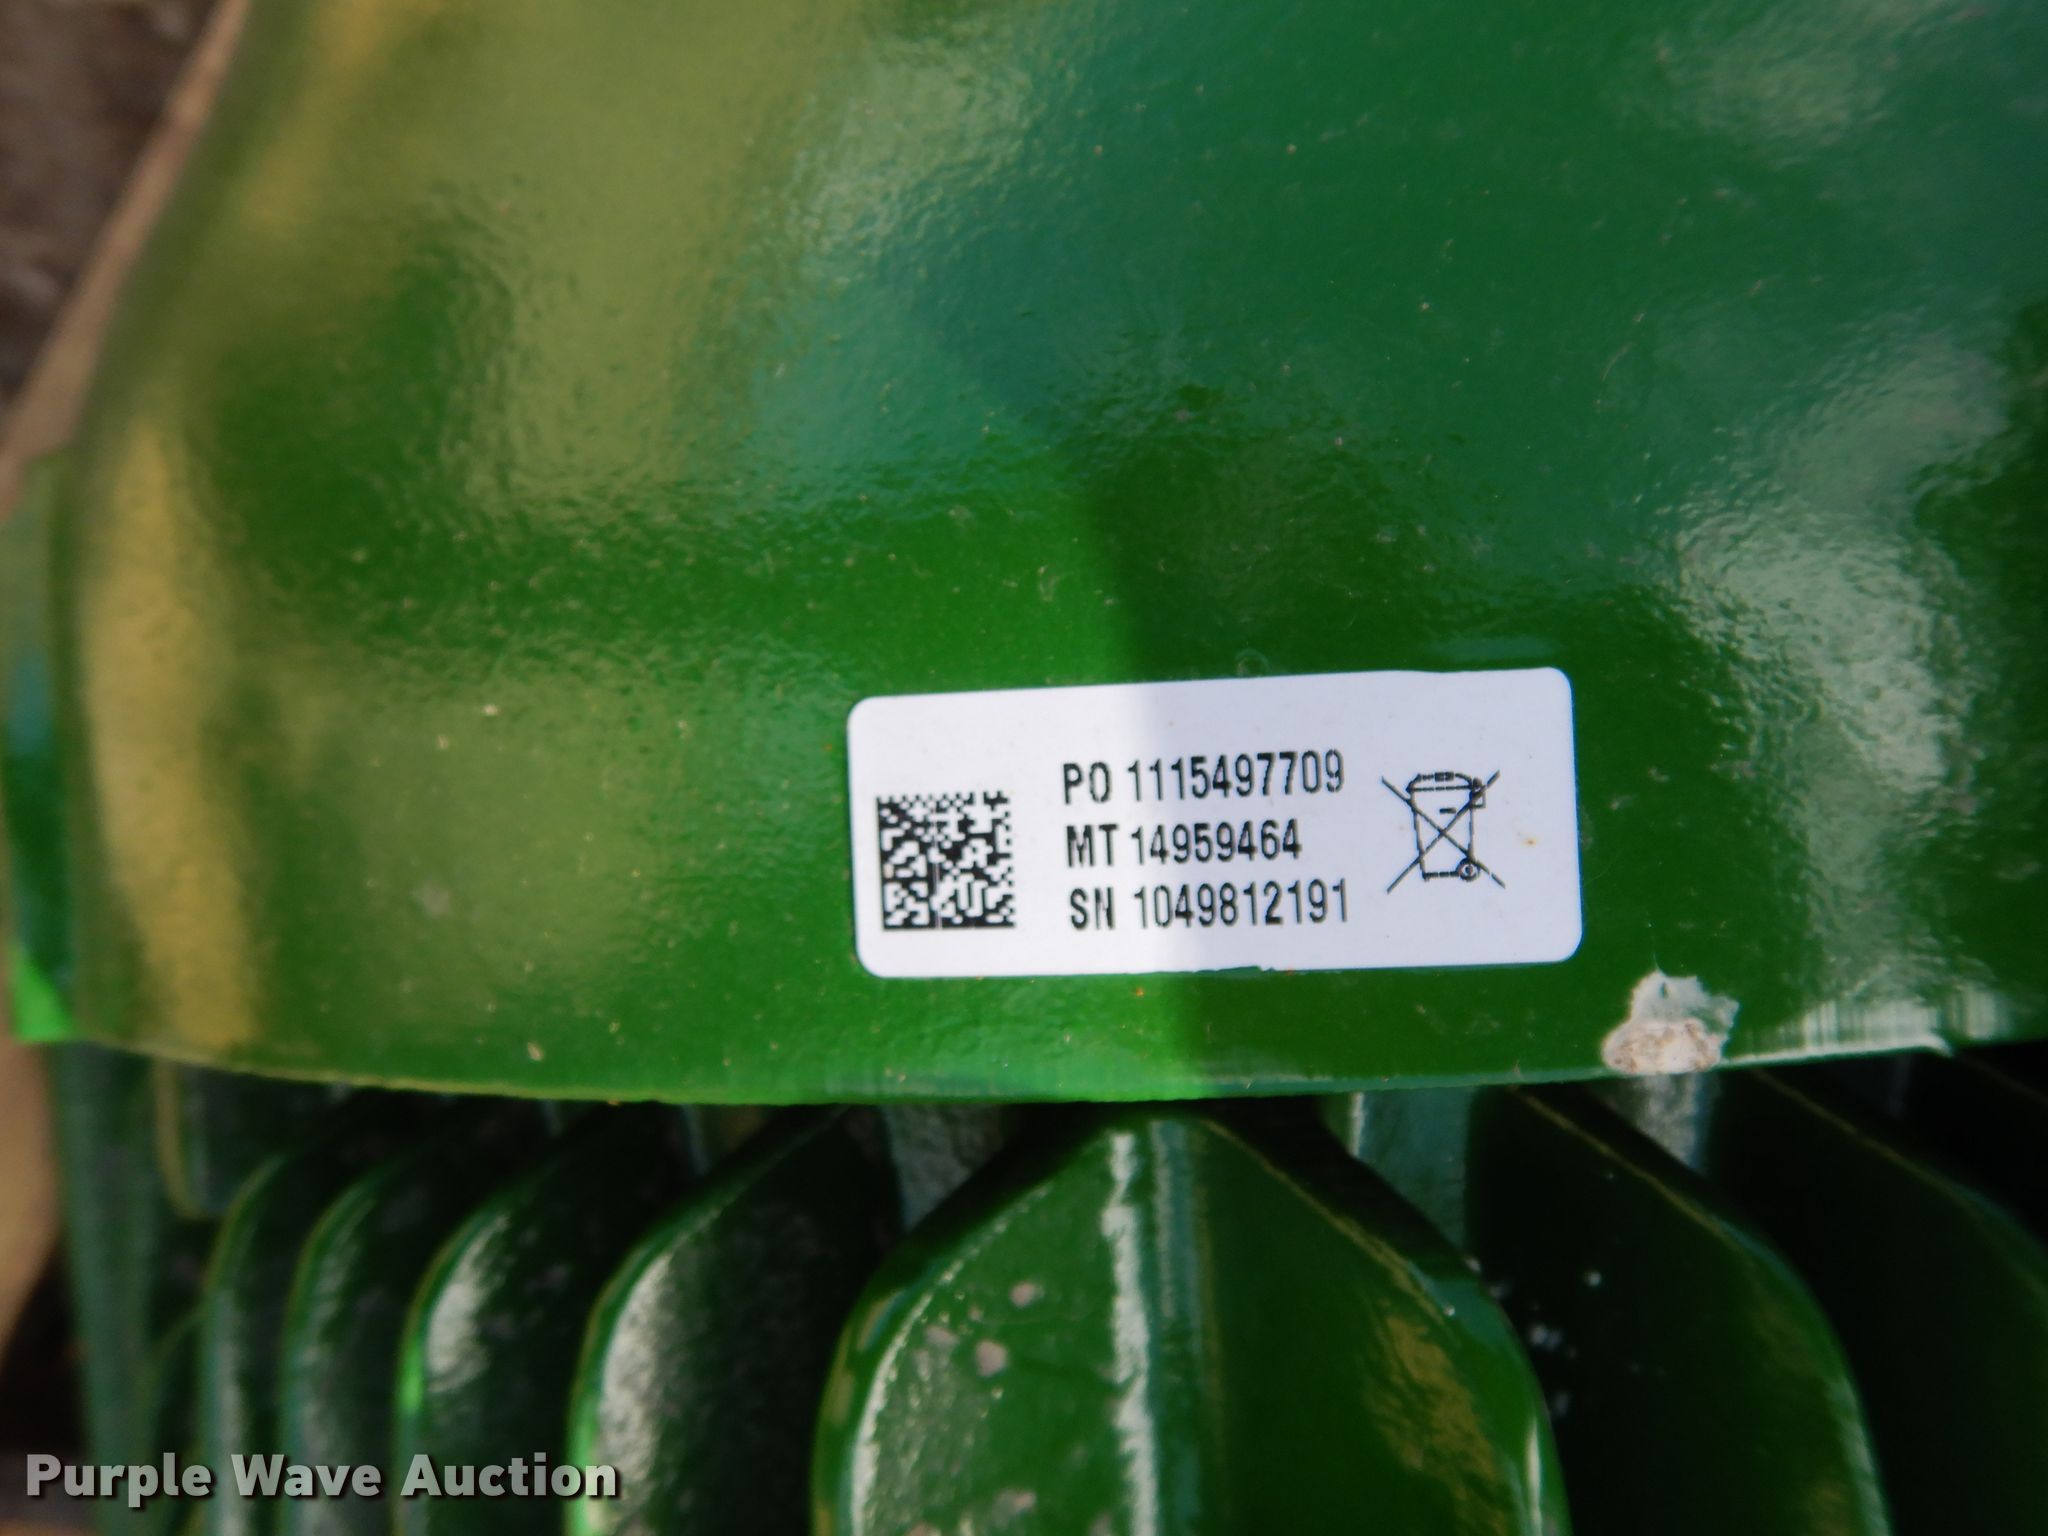 PO 1115497709
MT 14959464
SN 1049812191
Purple Wave Auction